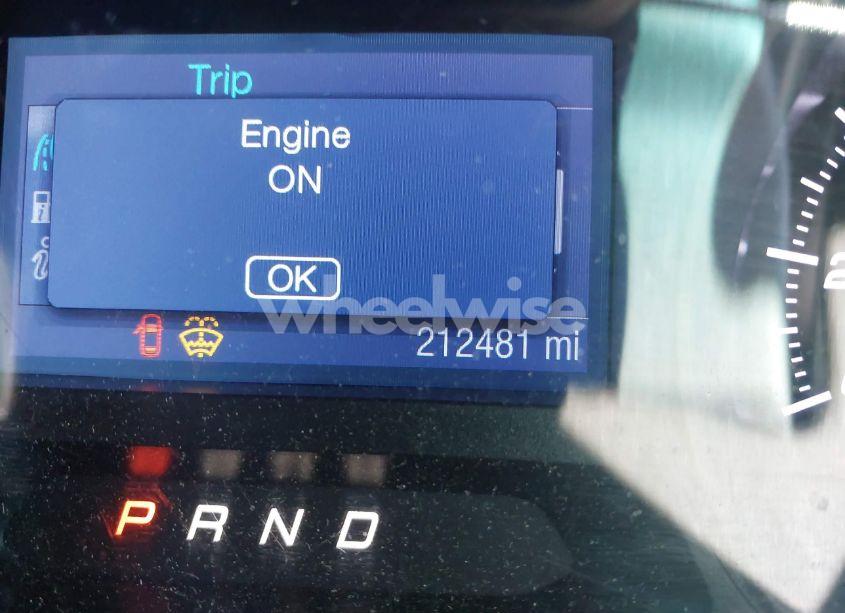 Trip
Engine
ON
OK
wheelwise
212481 mi
P R N D